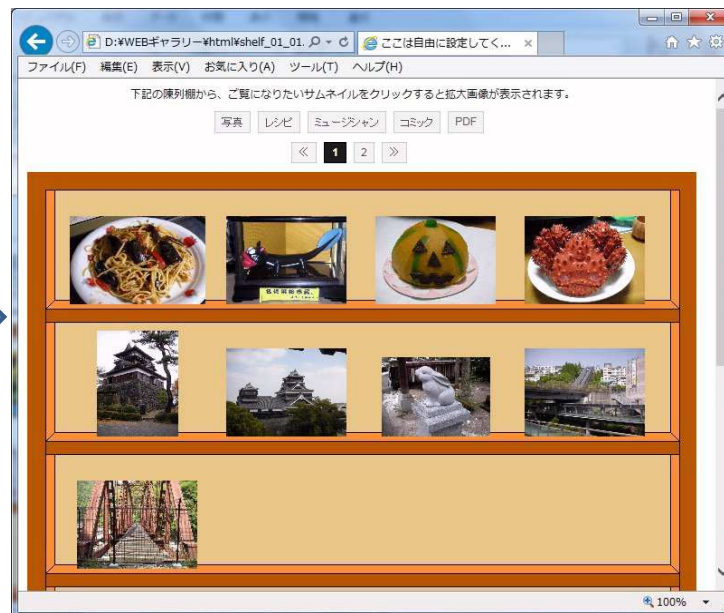 D:¥WEBギャラリー¥html¥shelf_01_01.
ここは自由に設定してく...
ファイル(F) 編集(E) 表示(V) お気に入り(A) ツール(T) ヘルプ(H)
下記の陳列棚から、ご覧になりたいサムネイルをクリックすると拡大画像が表示されます。
写真 レシピ ミュージシャン コミック PDF
≪ 1 2 ≫
100%